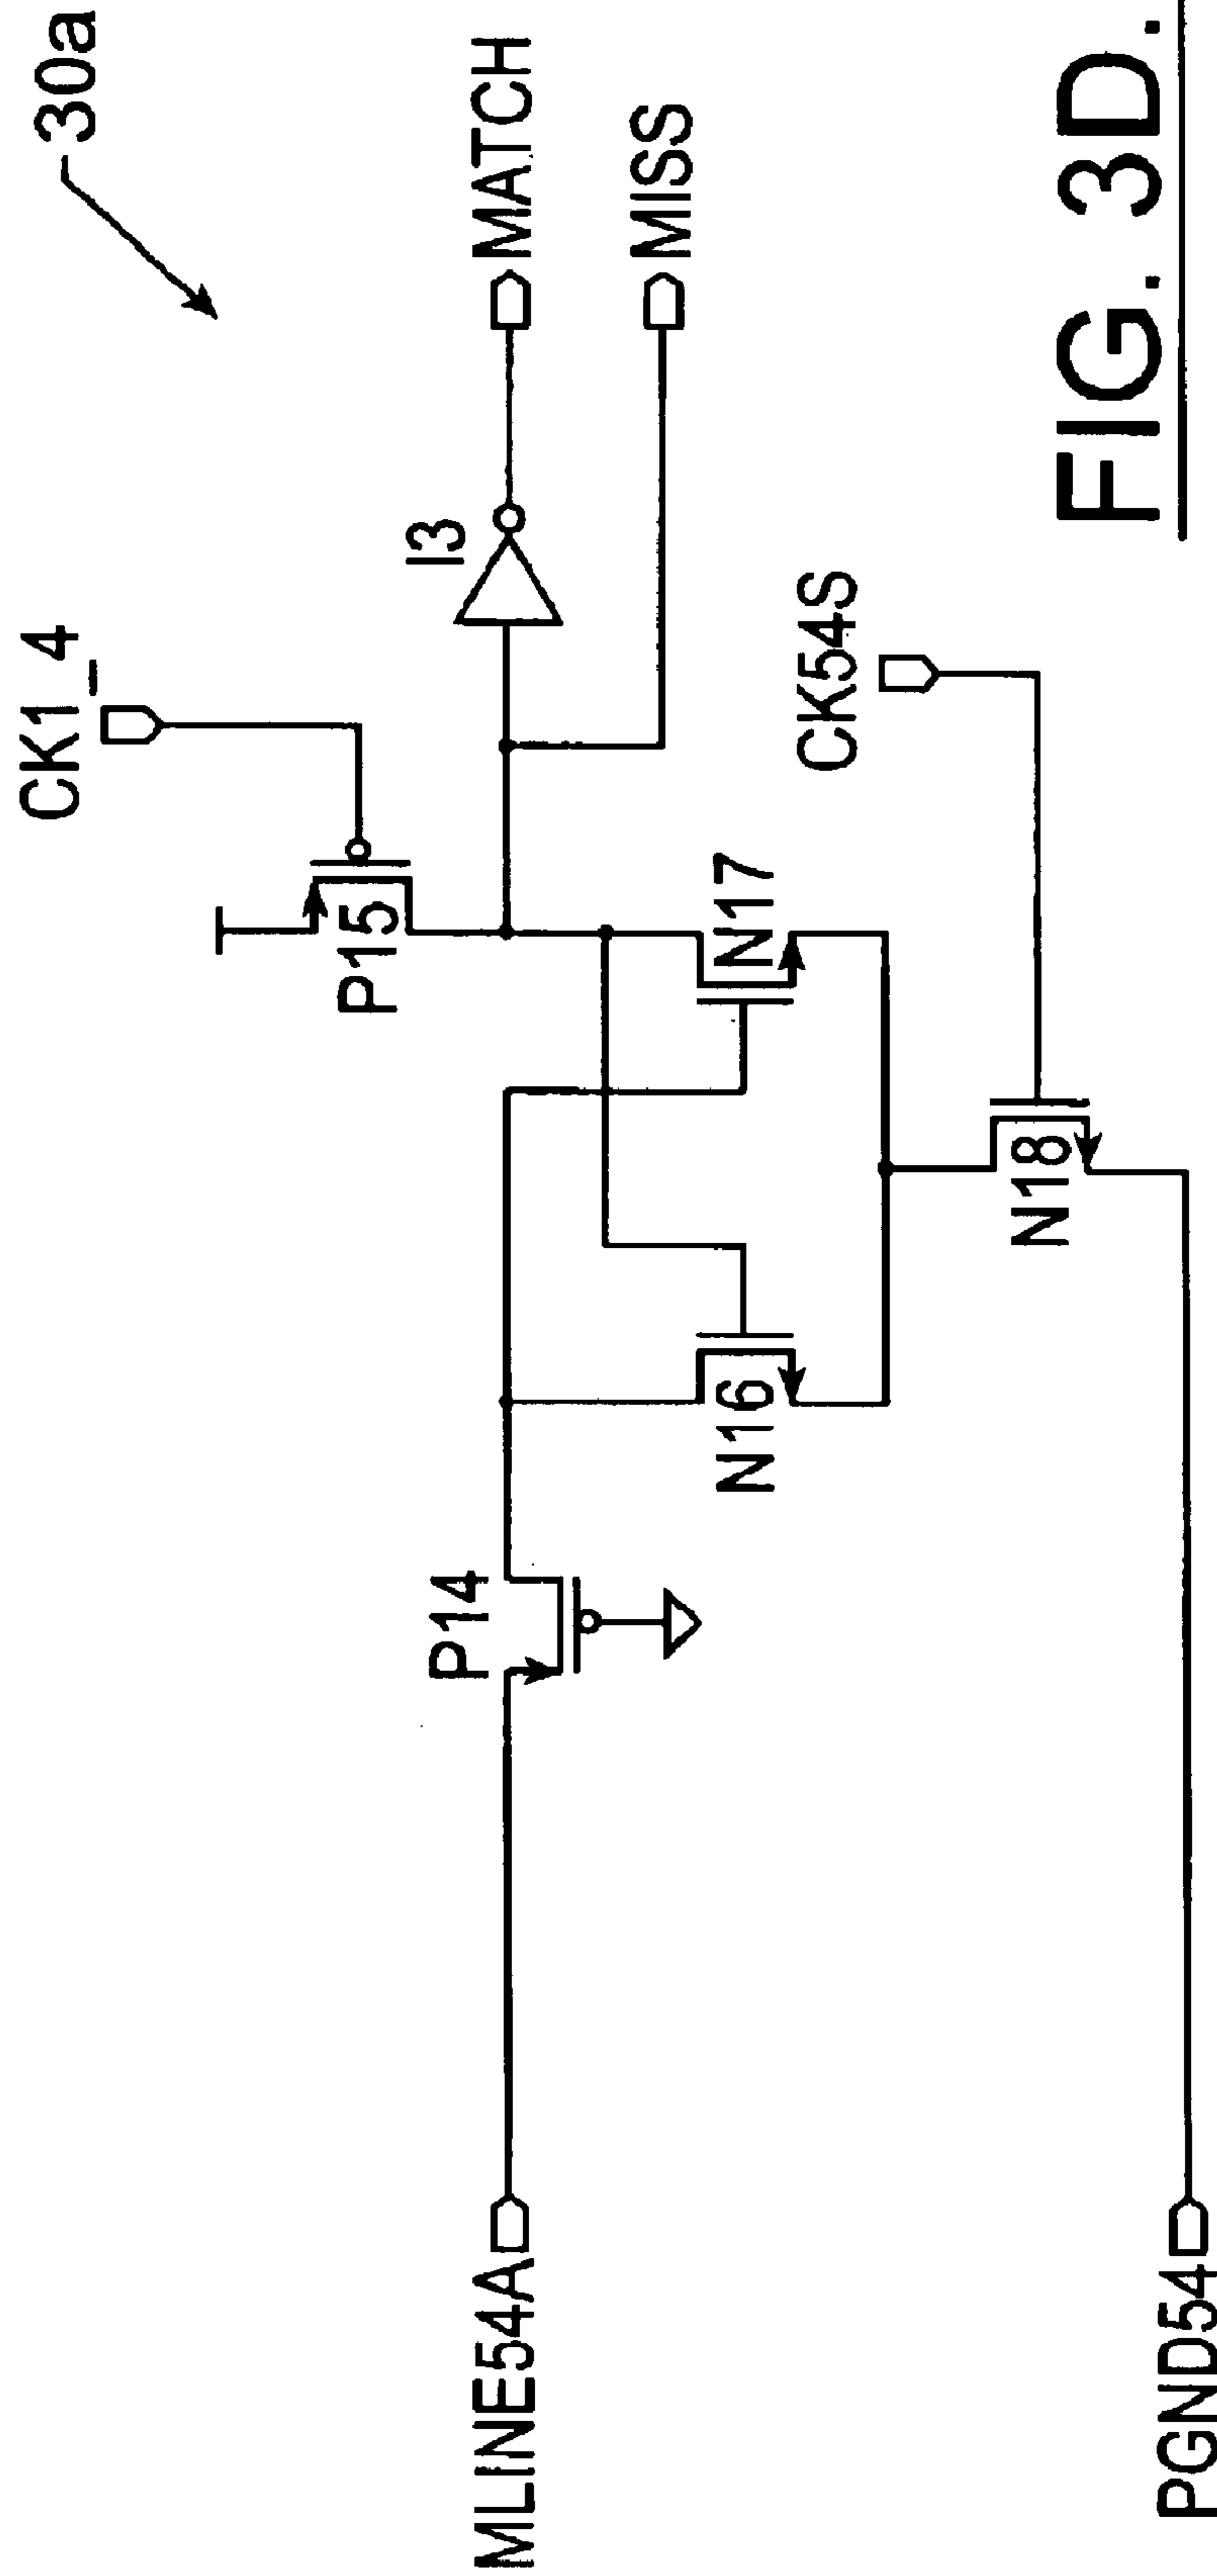 30a
CK1_4
I3
MATCH
P15
MISS
P14
N17
MLINE54A
N16
CK54S
N18
PGND54
FIG. 3D.